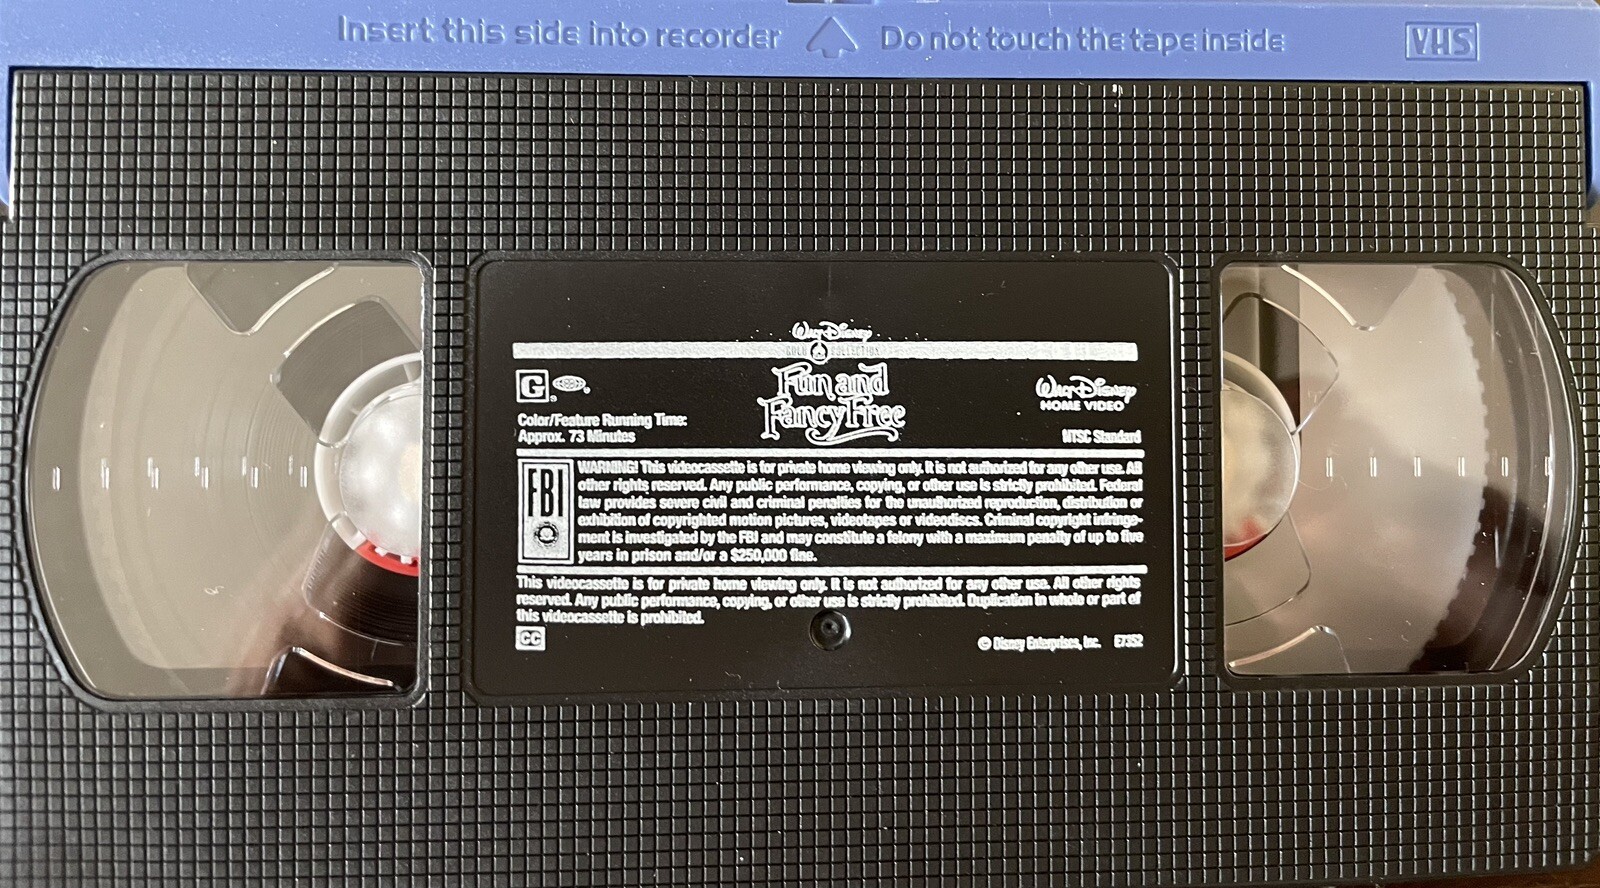 Insert this side into recorder Do not touch the tape inside VHS
WALT DISNEY
GOLD COLLECTION
Fun and
Fancy Free
G
WALT DISNEY
HOME VIDEO
Color/Feature Running Time:
Approx. 73 Minutes
NTSC Standard
FBI
WARNING! This videocassette is for private home viewing only. It is not authorized for any other use. All
other rights reserved. Any public performance, copying, or other use is strictly prohibited. Federal
law provides severe civil and criminal penalties for the unauthorized reproduction, distribution or
exhibition of copyrighted motion pictures, videotapes or videodiscs. Criminal copyright infringe-
ment is investigated by the FBI and may constitute a felony with a maximum penalty of up to five
years in prison and/or a $250,000 fine.
This videocassette is for private home viewing only. It is not authorized for any other use. All other rights
reserved. Any public performance, copying, or other use is strictly prohibited. Duplication in whole or part of
this videocassette is prohibited.
CC
© Disney Enterprises, Inc. E7352